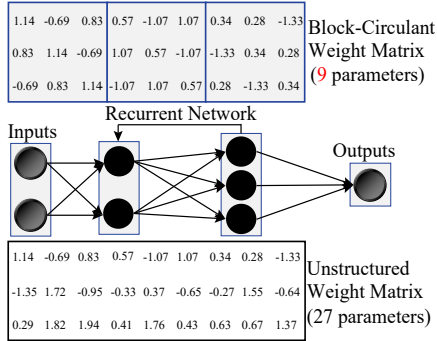 1.14 -0.69 0.83 0.57 -1.07 1.07 0.34 0.28 -1.33
0.83 1.14 -0.69 1.07 0.57 -1.07 -1.33 0.34 0.28
-0.69 0.83 1.14 -1.07 1.07 0.57 0.28 -1.33 0.34
Block-Circulant
Weight Matrix
(9 parameters)
Recurrent Network
Inputs
Outputs
1.14 -0.69 0.83 0.57 -1.07 1.07 0.34 0.28 -1.33
-1.35 1.72 -0.95 -0.33 0.37 -0.65 -0.27 1.55 -0.64
0.29 1.82 1.94 0.41 1.76 0.43 0.63 0.67 1.37
Unstructured
Weight Matrix
(27 parameters)